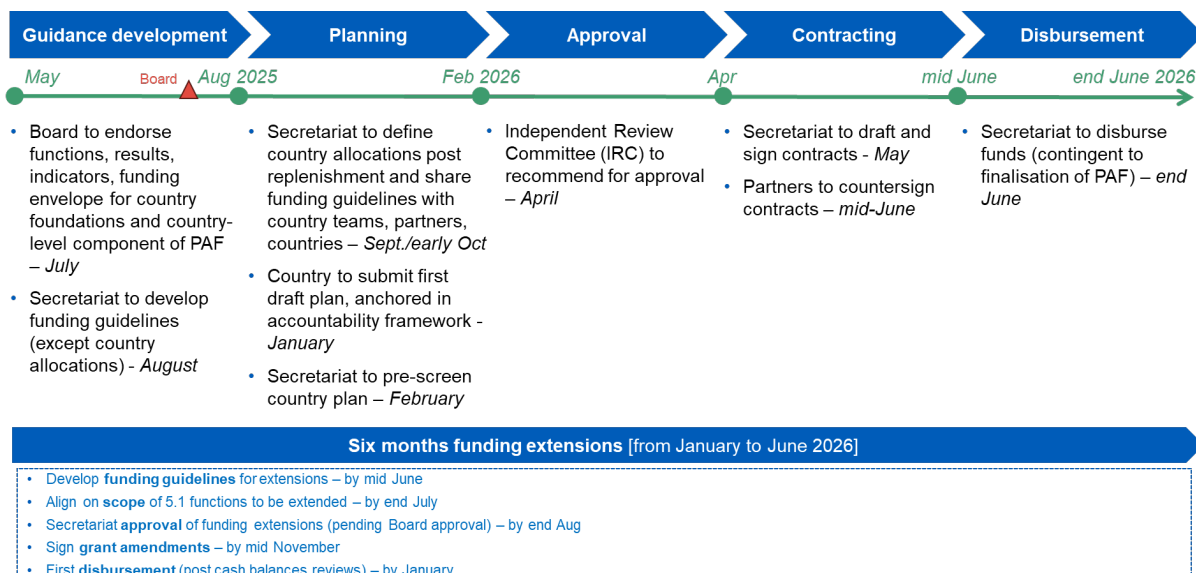 Guidance development
Planning
Approval
Contracting
Disbursement
May
Board
Aug 2025
Feb 2026
Apr
mid June
end June 2026
• Board to endorse
functions, results,
indicators, funding
envelope for country
foundations and country-
level component of PAF
– July
• Secretariat to develop
funding guidelines
(except country
allocations) - August
• Secretariat to define
country allocations post
replenishment and share
funding guidelines with
country teams, partners,
countries – Sept./early Oct
• Country to submit first
draft plan, anchored in
accountability framework -
January
• Secretariat to pre-screen
country plan – February
• Independent Review
Committee (IRC) to
recommend for approval
– April
• Secretariat to draft and
sign contracts - May
• Partners to countersign
contracts – mid-June
• Secretariat to disburse
funds (contingent to
finalisation of PAF) – end
June
Six months funding extensions [from January to June 2026]
• Develop funding guidelines for extensions – by mid June
• Align on scope of 5.1 functions to be extended – by end July
• Secretariat approval of funding extensions (pending Board approval) – by end Aug
• Sign grant amendments – by mid November
• First disbursement (post cash balances reviews) – by January